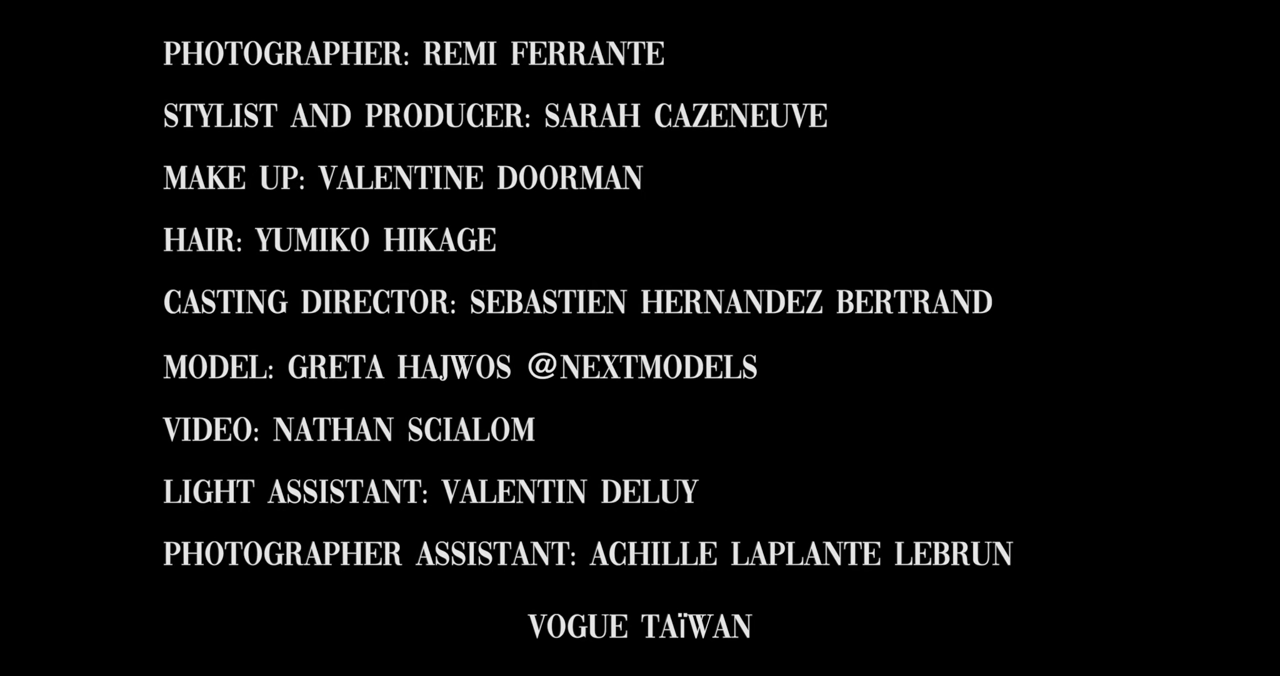 PHOTOGRAPHER: REMI FERRANTE
STYLIST AND PRODUCER: SARAH CAZENEUVE
MAKE UP: VALENTINE DOORMAN
HAIR: YUMIKO HIKAGE
CASTING DIRECTOR: SEBASTIEN HERNANDEZ BERTRAND
MODEL: GRETA HAJWOS @NEXTMODELS
VIDEO: NATHAN SCIALOM
LIGHT ASSISTANT: VALENTIN DELUY
PHOTOGRAPHER ASSISTANT: ACHILLE LAPLANTE LEBRUN
VOGUE TAïWAN